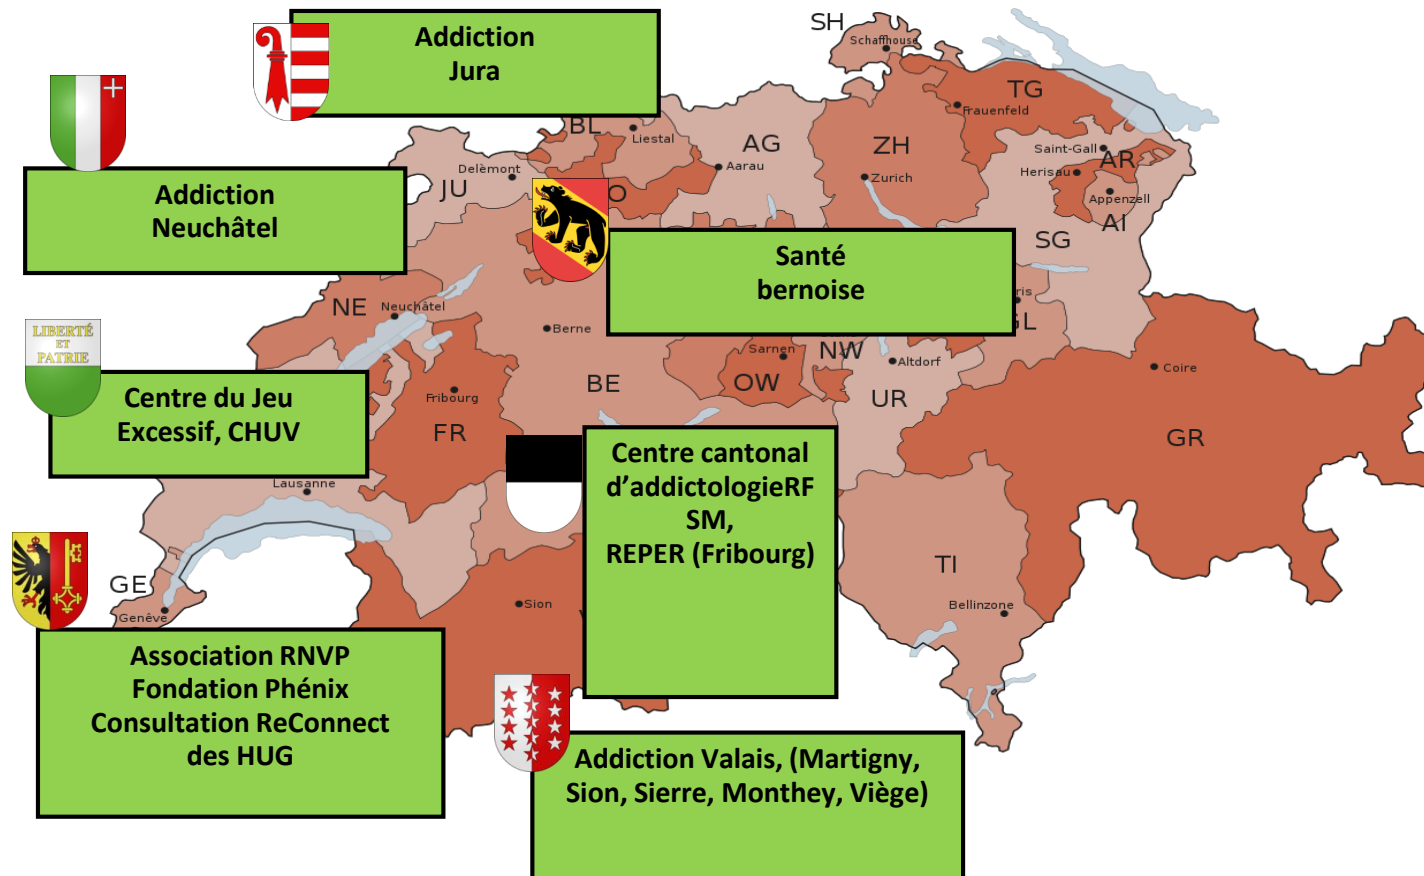 Addiction
Jura
SH
Schaffhouse
TG
Frauenfeld
BL
Liestal
AG
Aarau
ZH
Zurich
Saint-Gall
AR
Herisau
Appenzell
AI
SG
JU
Delèmont
O
Addiction
Neuchâtel
Santé
bernoise
NE
Neuchâtel
Berne
ris
GL
Sarnen
NW
OW
Altdorf
UR
Coire
GR
BE
LIBERTÉ
ET
PATRIE
Centre du Jeu
Excessif, CHUV
Fribourg
FR
Lausanne
Centre cantonal
d’addictologieRF
SM,
REPER (Fribourg)
TI
Bellinzone
GE
Genève
Sion
Association RNVP
Fondation Phénix
Consultation ReConnect
des HUG
Addiction Valais, (Martigny,
Sion, Sierre, Monthey, Viège)